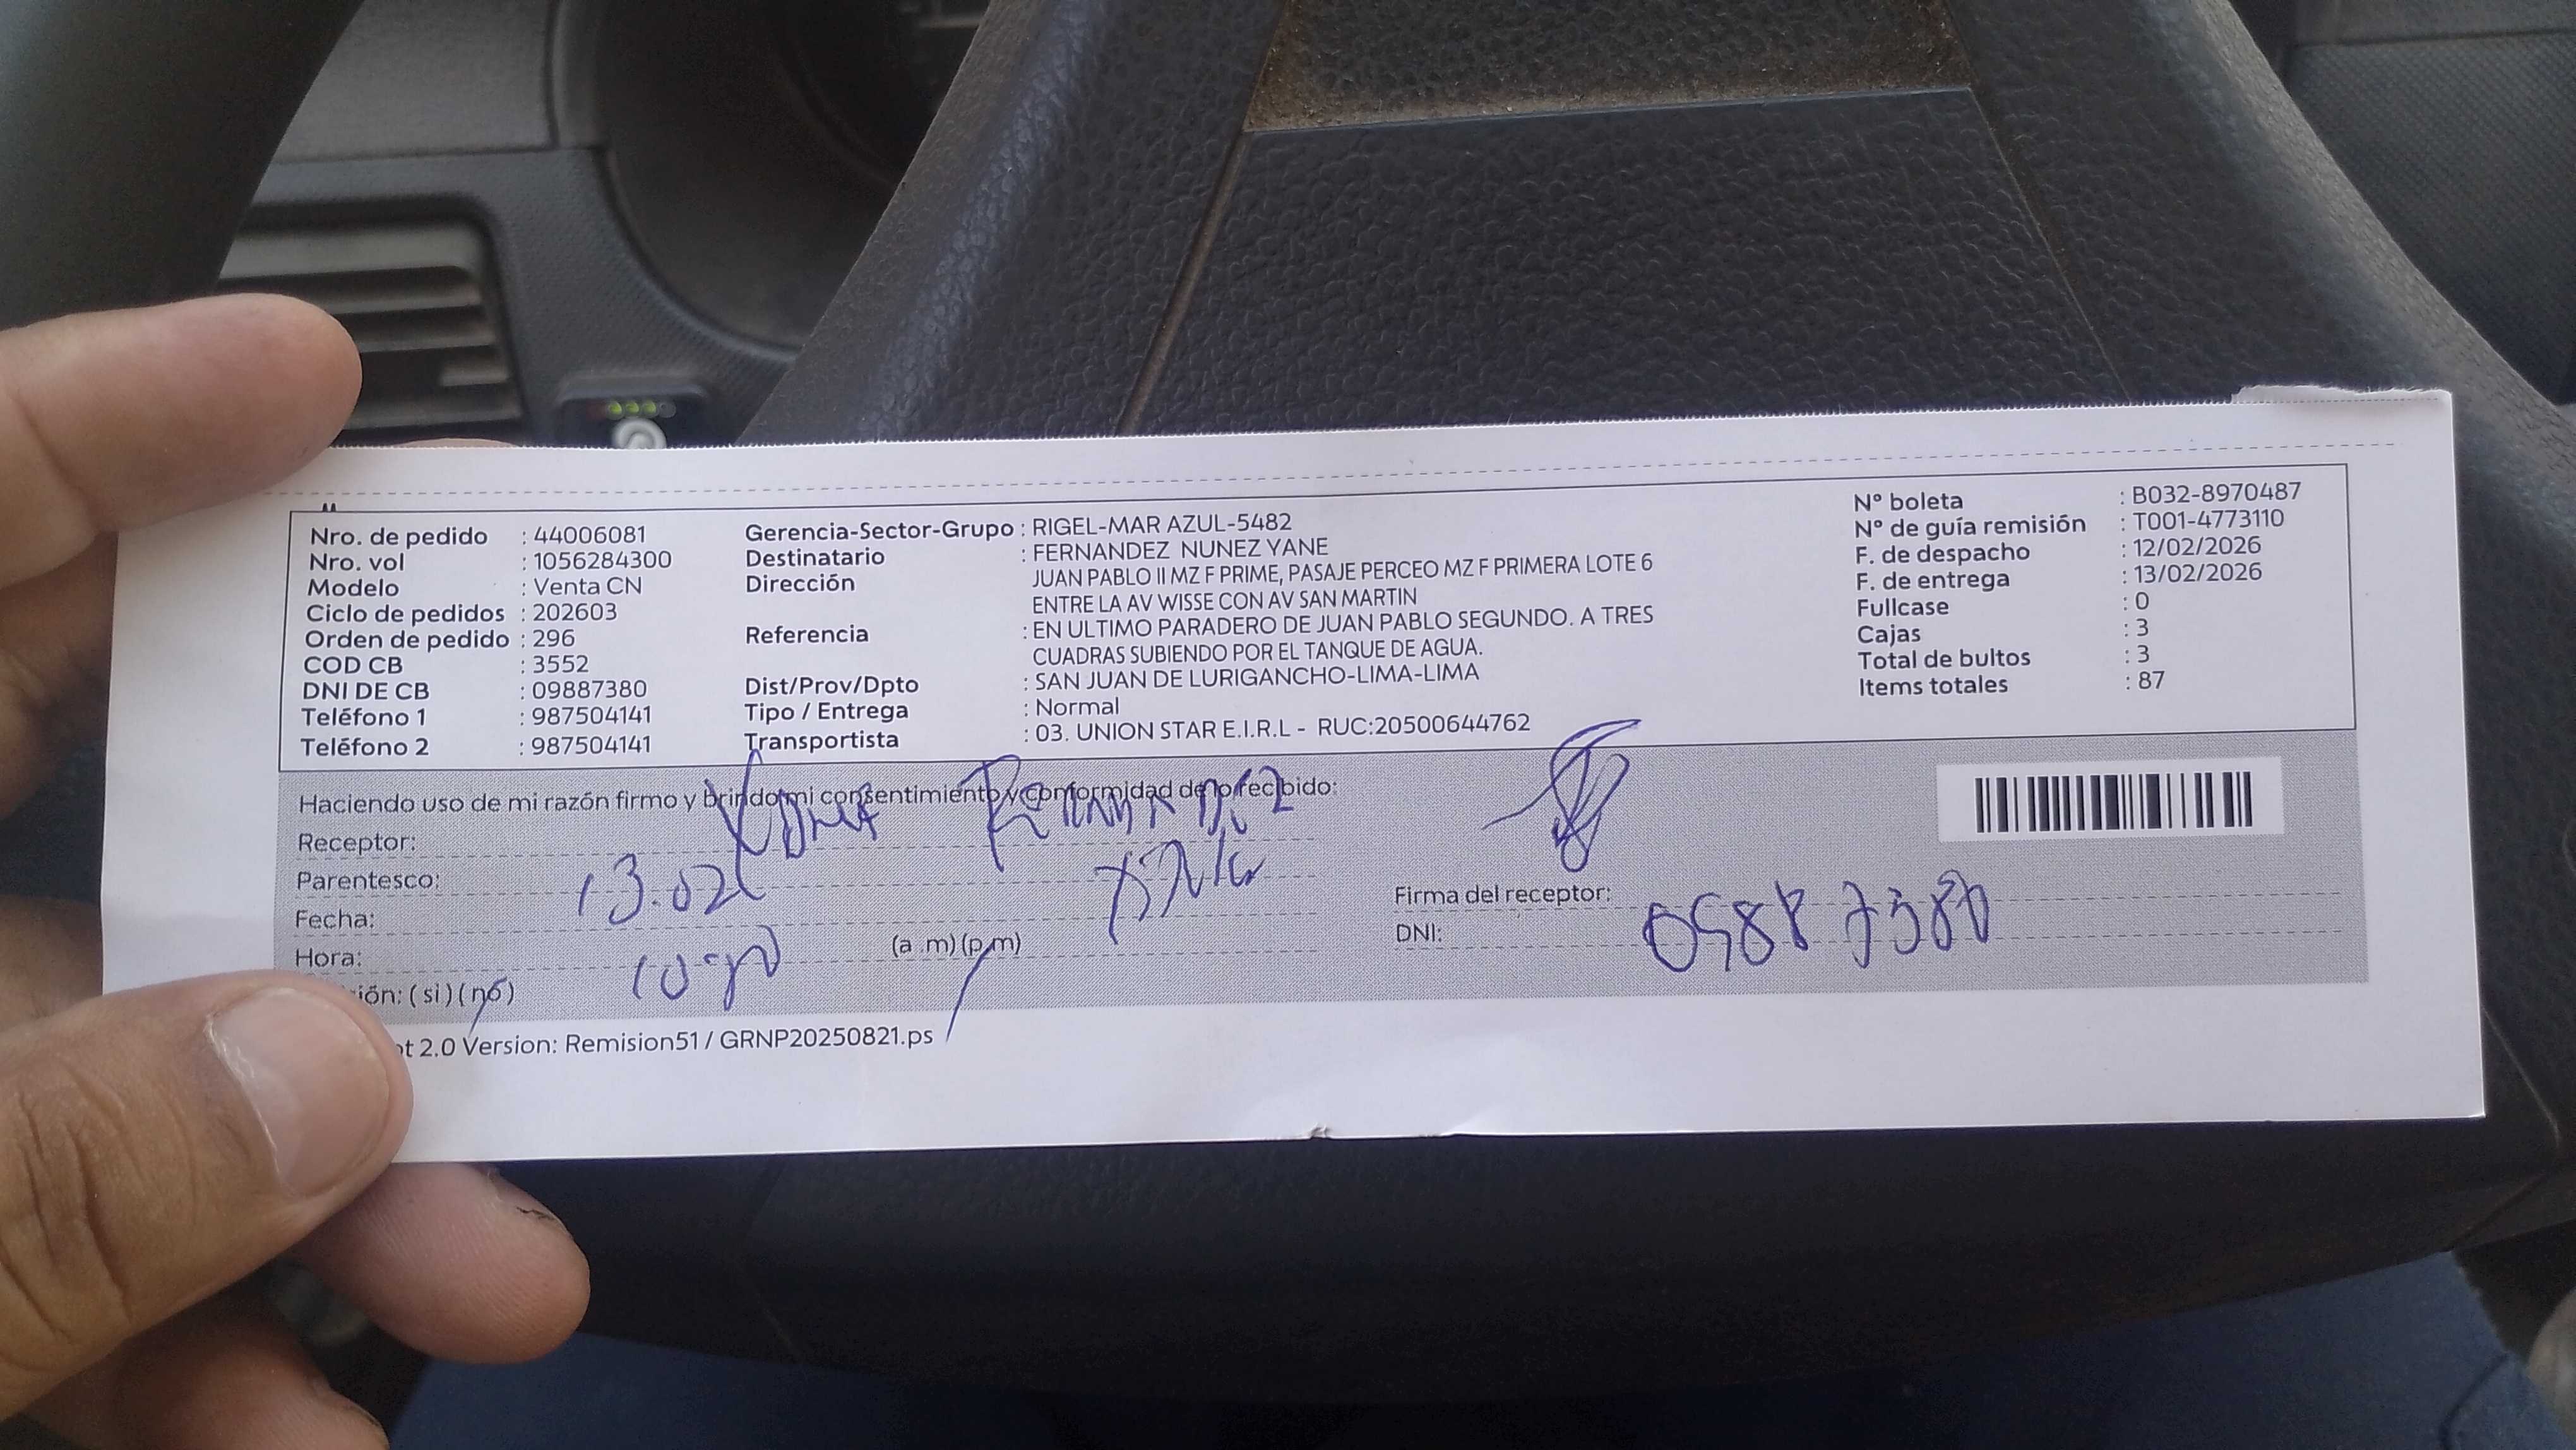 Nro. de pedido : 44006081
Nro. vol : 1056284300
Modelo : Venta CN
Ciclo de pedidos : 202603
Orden de pedido : 296
COD CB : 3552
DNI DE CB : 09887380
Teléfono 1 : 987504141
Teléfono 2 : 987504141
Gerencia-Sector-Grupo : RIGEL-MAR AZUL-5482
Destinatario : FERNANDEZ NUNEZ YANE
Dirección JUAN PABLO II MZ F PRIME, PASAJE PERCEO MZ F PRIMERA LOTE 6
ENTRE LA AV WISSE CON AV SAN MARTIN
Referencia : EN ULTIMO PARADERO DE JUAN PABLO SEGUNDO. A TRES
CUADRAS SUBIENDO POR EL TANQUE DE AGUA.
Dist/Prov/Dpto : SAN JUAN DE LURIGANCHO-LIMA-LIMA
Tipo / Entrega : Normal
Transportista : 03. UNION STAR E.I.R.L - RUC:20500644762
N° boleta : B032-8970487
N° de guía remisión : T001-4773110
F. de despacho : 12/02/2026
F. de entrega : 13/02/2026
Fullcase : 0
Cajas : 3
Total de bultos : 3
Items totales : 87
Haciendo uso de mi razón firmo y brindo mi consentimiento y conformidad de lo recibido:
Receptor:
Parentesco:
Fecha: 13.02
Hora: (a .m) (p.m)
ión: ( si ) ( no )
Firma del receptor:
DNI: 09887380
ot 2.0 Version: Remision51 / GRNP20250821.ps